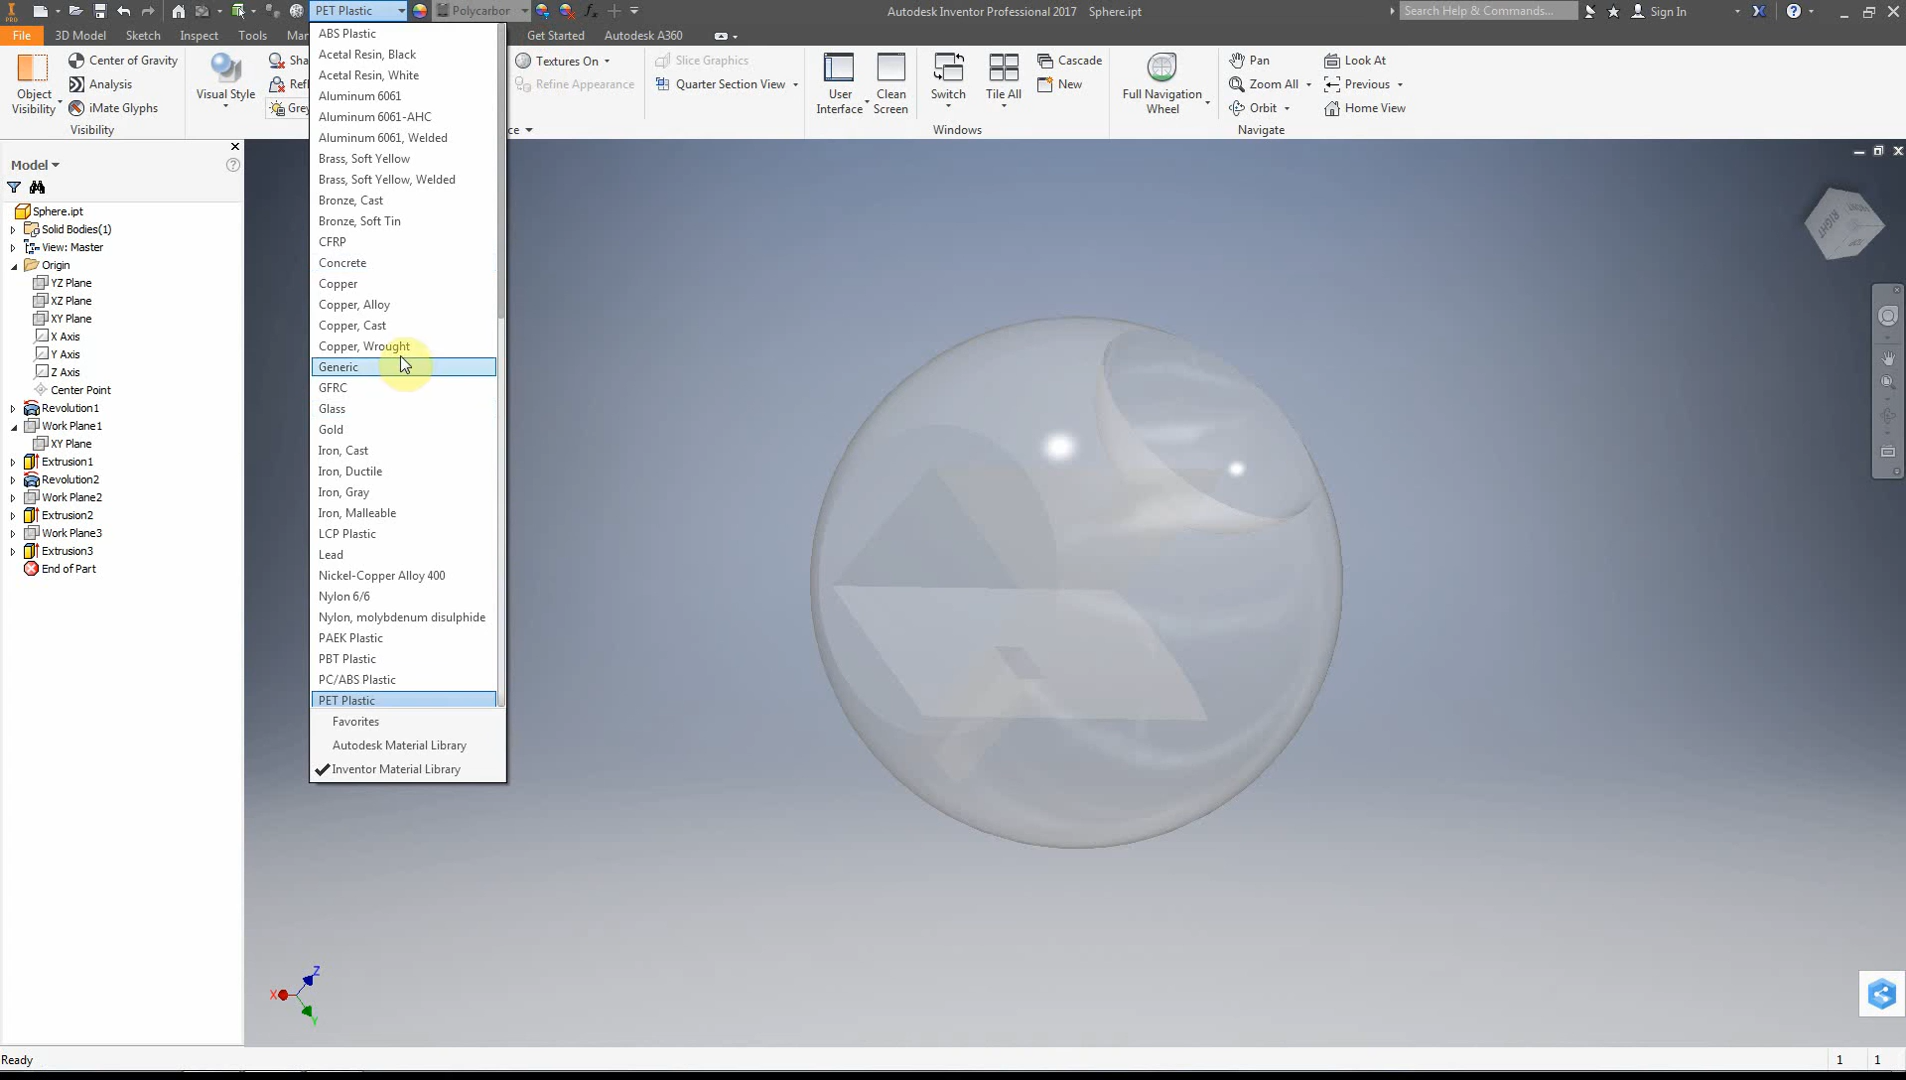 PRO
PET Plastic
Polycarbor
fx
Autodesk Inventor Professional 2017 Sphere.ipt
Search Help & Commands...
Sign In
File
3D Model
Sketch
Inspect
Tools
Mar
Get Started
Autodesk A360
Object
Visibility
Center of Gravity
Analysis
iMate Glyphs
Visibility
Visual Style
Sha
Refl
Grey
Textures On
Refine Appearance
ce
Slice Graphics
Quarter Section View
User
Interface
Clean
Screen
Switch
Tile All
Cascade
New
Windows
Full Navigation
Wheel
Pan
Zoom All
Orbit
Look At
Previous
Home View
Navigate
Model
Sphere.ipt
Solid Bodies(1)
View: Master
Origin
YZ Plane
XZ Plane
XY Plane
X Axis
Y Axis
Z Axis
Center Point
Revolution1
Work Plane1
XY Plane
Extrusion1
Revolution2
Work Plane2
Extrusion2
Work Plane3
Extrusion3
End of Part
ABS Plastic
Acetal Resin, Black
Acetal Resin, White
Aluminum 6061
Aluminum 6061-AHC
Aluminum 6061, Welded
Brass, Soft Yellow
Brass, Soft Yellow, Welded
Bronze, Cast
Bronze, Soft Tin
CFRP
Concrete
Copper
Copper, Alloy
Copper, Cast
Copper, Wrought
Generic
GFRC
Glass
Gold
Iron, Cast
Iron, Ductile
Iron, Gray
Iron, Malleable
LCP Plastic
Lead
Nickel-Copper Alloy 400
Nylon 6/6
Nylon, molybdenum disulphide
PAEK Plastic
PBT Plastic
PC/ABS Plastic
PET Plastic
Favorites
Autodesk Material Library
Inventor Material Library
RIGHT
Z
X
Y
Ready
1 1